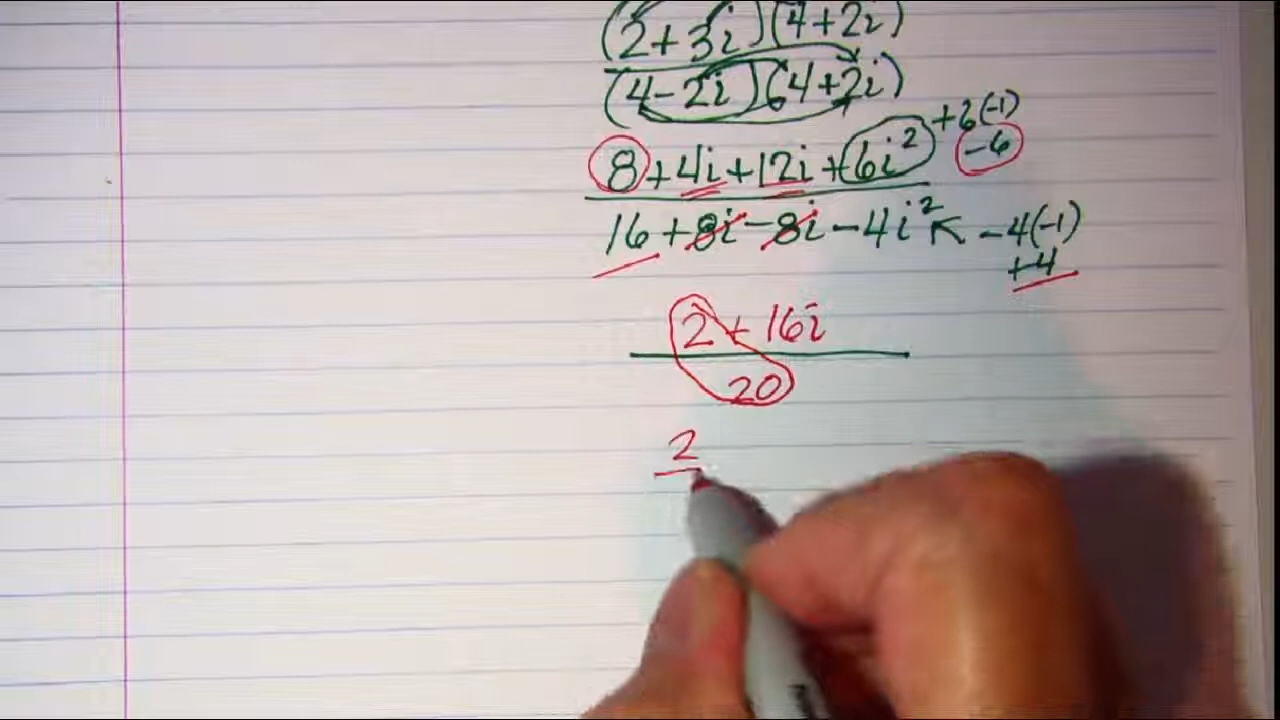 (2+3i)(4+2i)
(4-2i)(4+2i)
+6(-1)
-6
8+4i+12i+6i²
16+8i-8i-4i² -4(-1)
+4
2+16i
20
2